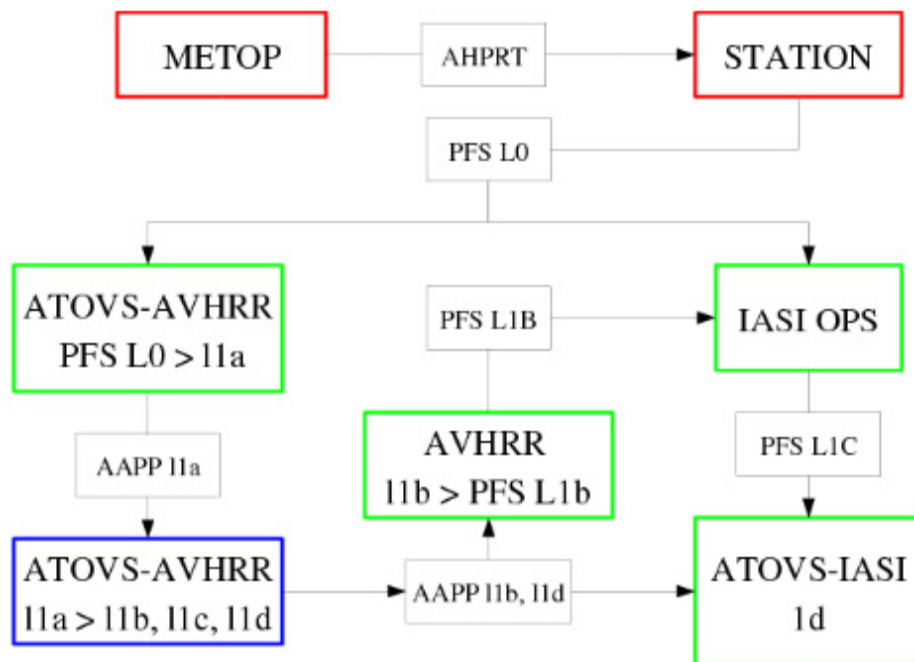 METOP
AHPRT
STATION
PFS L0
ATOVS-AVHRR
PFS L0 > l1a
PFS L1B
IASI OPS
AAPP l1a
AVHRR
l1b > PFS L1b
PFS L1C
ATOVS-AVHRR
l1a > l1b, l1c, l1d
AAPP l1b, l1d
ATOVS-IASI
1d